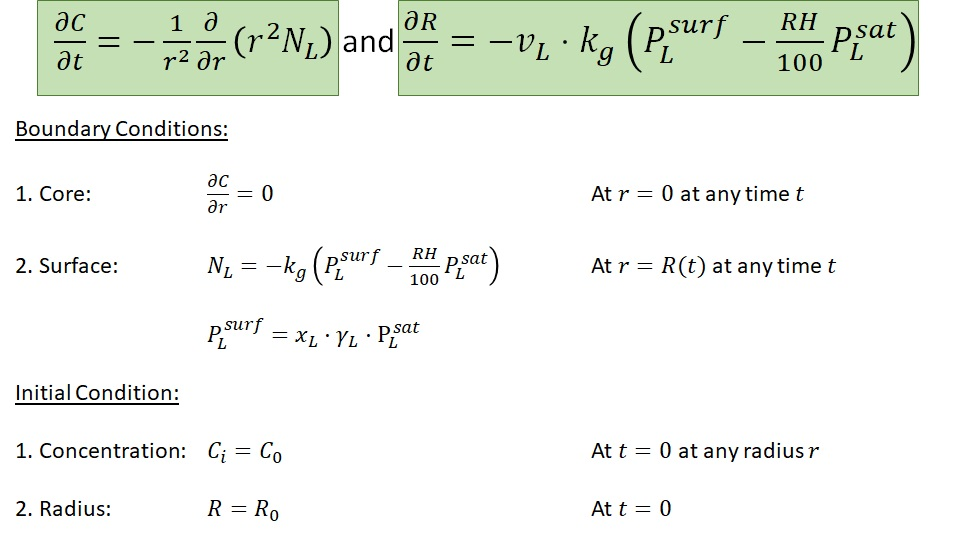 ∂C/∂t = − 1/r² ∂/∂r (r²N_L) and ∂R/∂t = −v_L · k_g (P_L^surf − RH/100 P_L^sat)
Boundary Conditions:
1. Core: ∂C/∂r = 0 At r = 0 at any time t
2. Surface: N_L = −k_g (P_L^surf − RH/100 P_L^sat) At r = R(t) at any time t
P_L^surf = x_L · γ_L · P_L^sat
Initial Condition:
1. Concentration: C_i = C_0 At t = 0 at any radius r
2. Radius: R = R_0 At t = 0